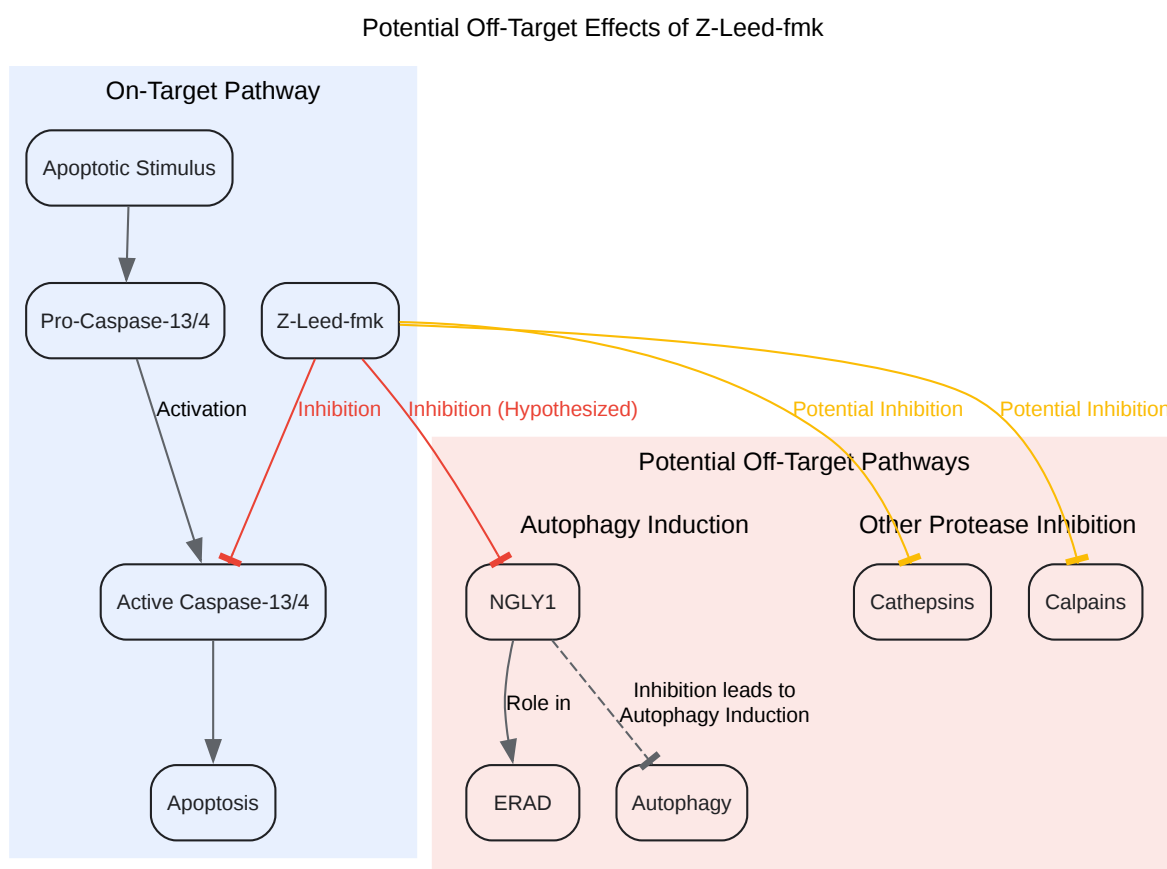 Potential Off-Target Effects of Z-Leed-fmk
On-Target Pathway
Apoptotic Stimulus
Pro-Caspase-13/4
Z-Leed-fmk
Activation
Inhibition
Inhibition (Hypothesized)
Potential Inhibition
Potential Inhibition
Potential Off-Target Pathways
Autophagy Induction
Other Protease Inhibition
Active Caspase-13/4
NGLY1
Cathepsins
Calpains
Role in
Inhibition leads to
Autophagy Induction
Apoptosis
ERAD
Autophagy